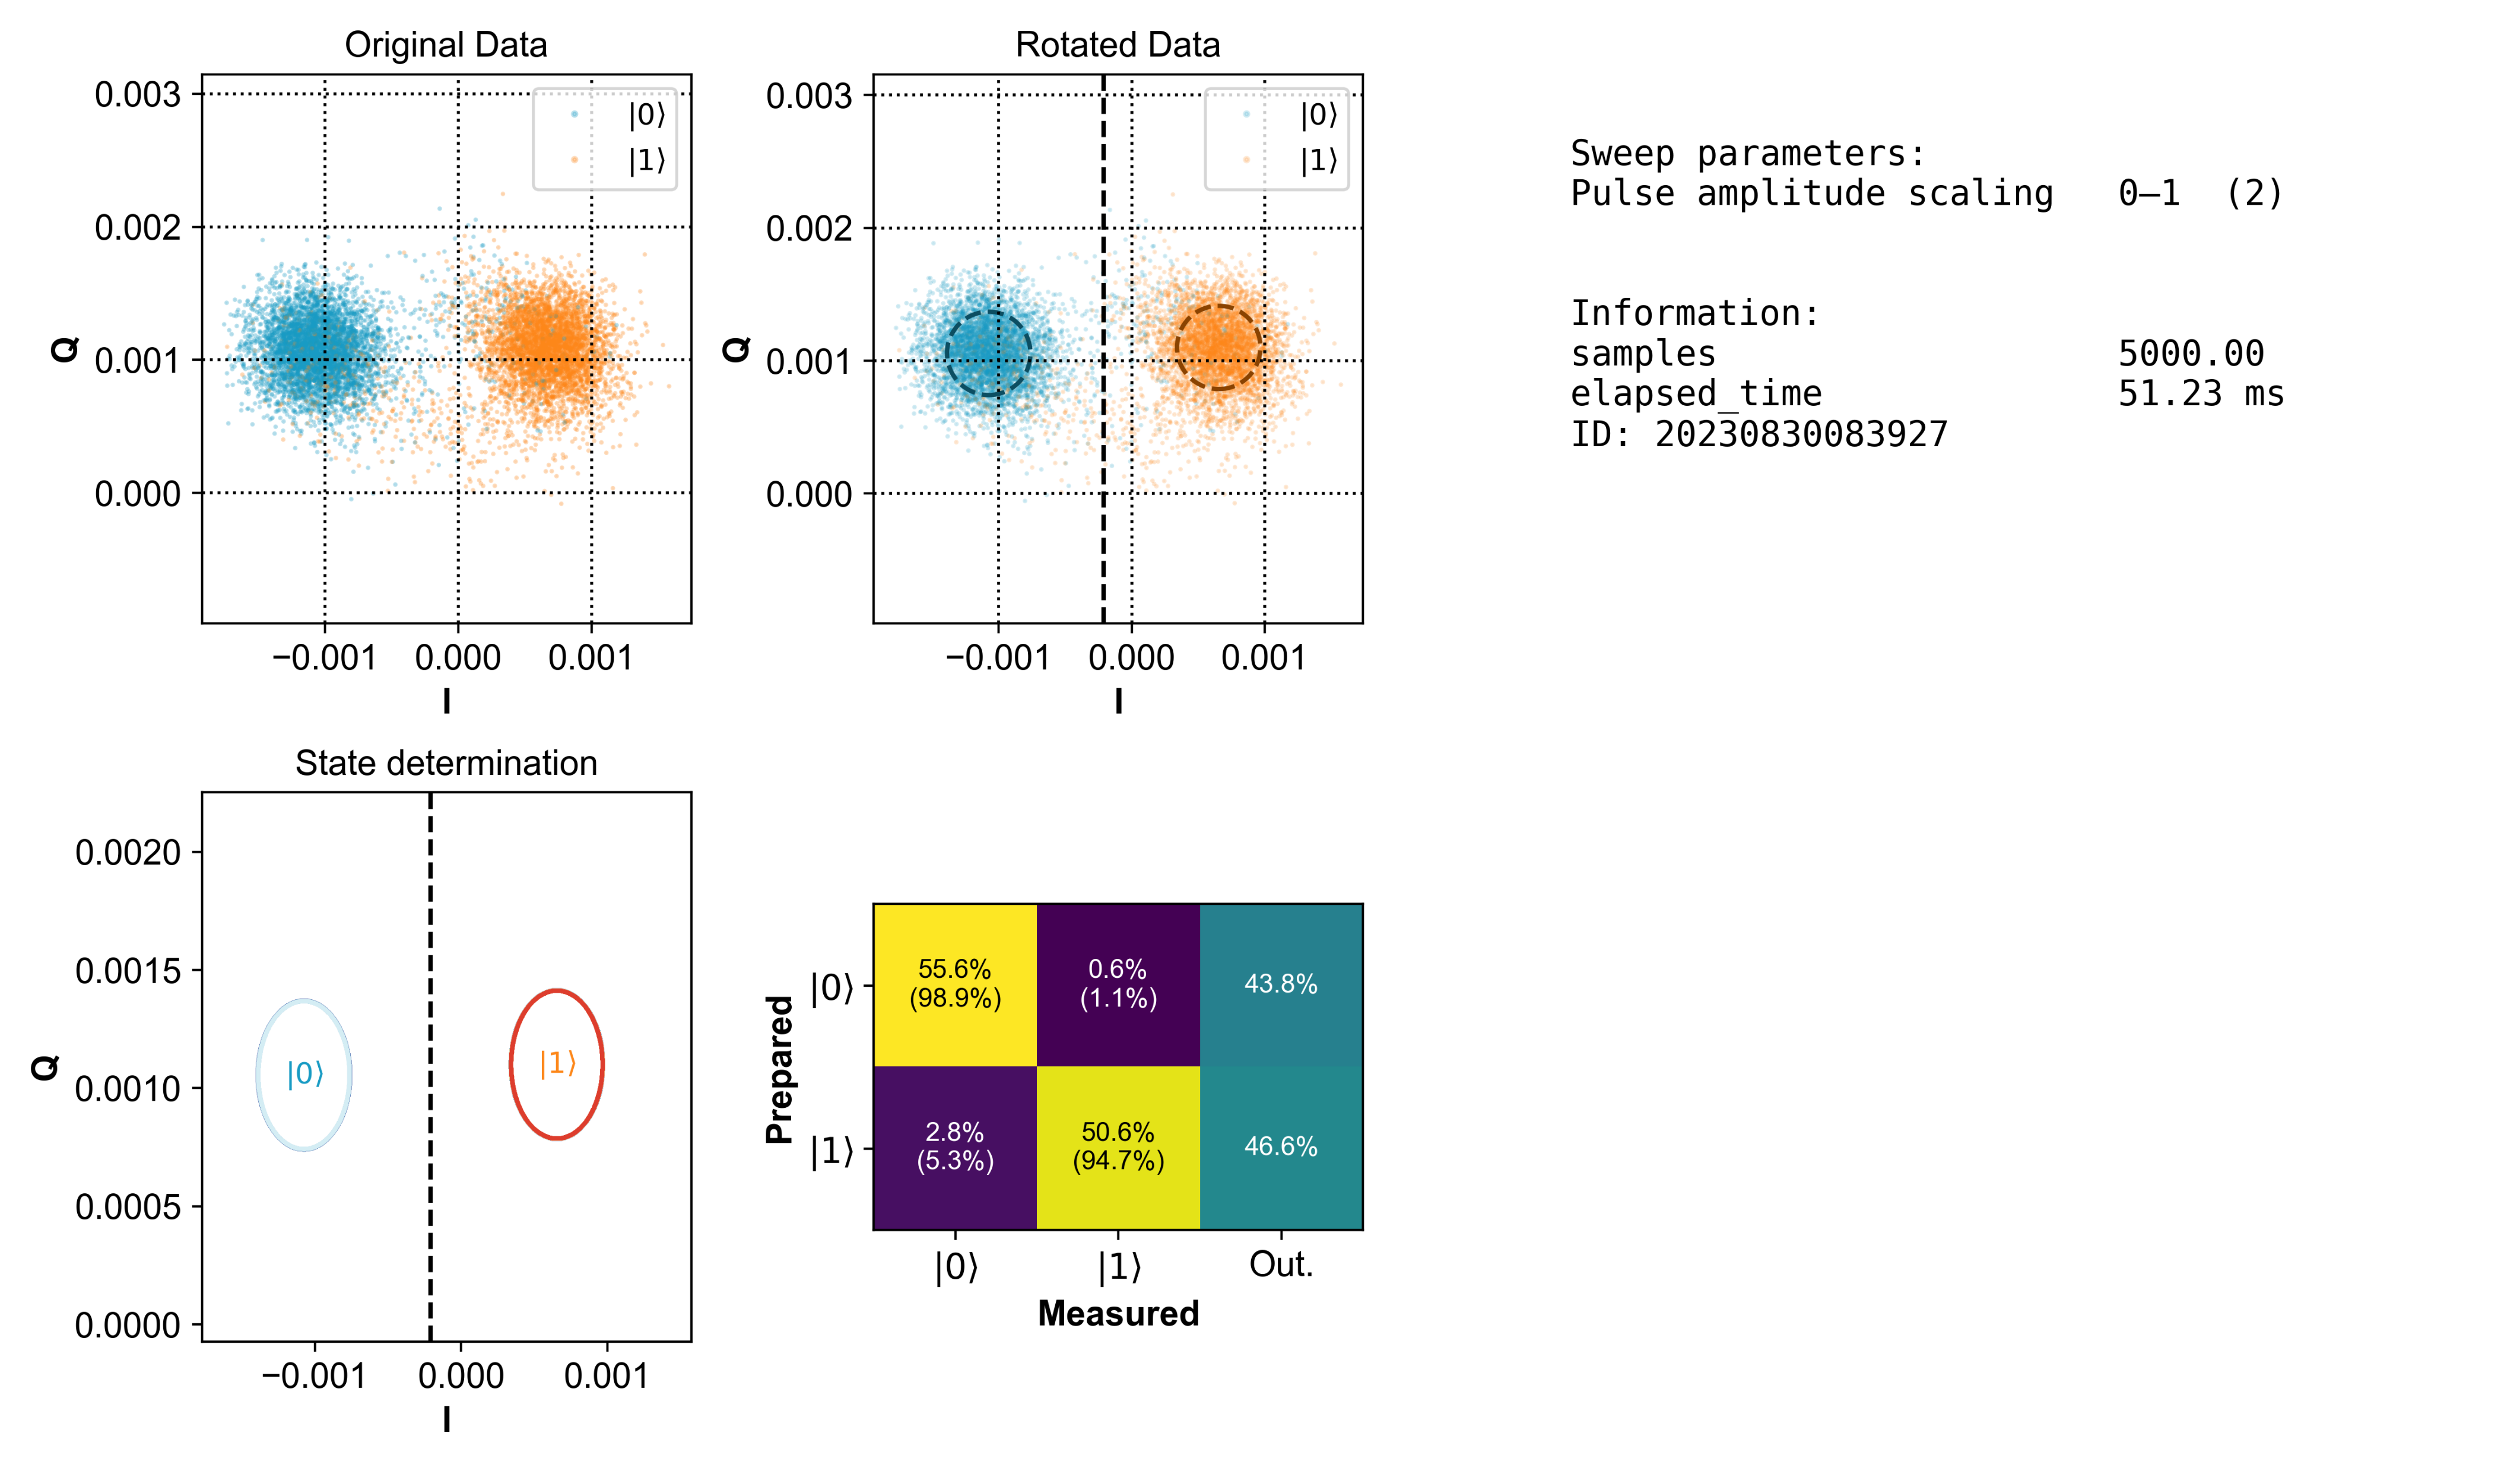 Original Data
0.003
0.002
0.001
0.000
Q
−0.001 0.000 0.001
I
|0⟩
|1⟩
Rotated Data
0.003
0.002
0.001
0.000
Q
−0.001 0.000 0.001
I
|0⟩
|1⟩
Sweep parameters:
Pulse amplitude scaling 0–1 (2)
Information:
samples 5000.00
elapsed_time 51.23 ms
ID: 20230830083927
State determination
0.0020
0.0015
0.0010
0.0005
0.0000
Q
−0.001 0.000 0.001
I
|0⟩
|1⟩
Prepared
|0⟩
|1⟩
55.6%
(98.9%)
0.6%
(1.1%)
43.8%
2.8%
(5.3%)
50.6%
(94.7%)
46.6%
|0⟩ |1⟩ Out.
Measured